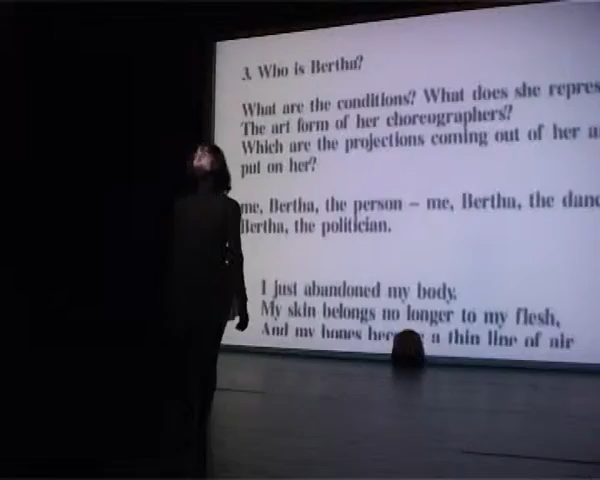 3. Who is Bertha?
What are the conditions? What does she repres
The art form of her choreographers?
Which are the projections coming out of her a
put on her?
me, Bertha, the person – me, Bertha, the danc
Bertha, the politician.
I just abandoned my body.
My skin belongs no longer to my flesh,
And my bones a thin line of air